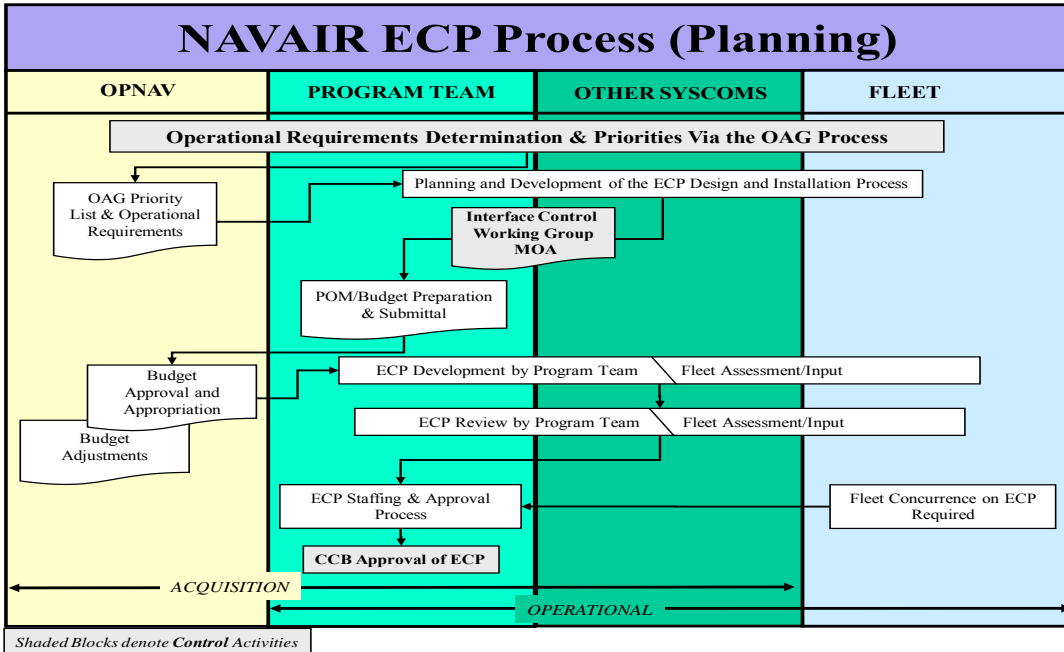 NAVAIR ECP Process (Planning)
OPNAV
PROGRAM TEAM
OTHER SYSCOMS
FLEET
Operational Requirements Determination & Priorities Via the OAG Process
OAG Priority
List & Operational
Requirements
Planning and Development of the ECP Design and Installation Process
Interface Control
Working Group
MOA
POM/Budget Preparation
& Submittal
Budget
Approval and
Appropriation
ECP Development by Program Team
Fleet Assessment/Input
Budget
Adjustments
ECP Review by Program Team
Fleet Assessment/Input
ECP Staffing & Approval
Process
Fleet Concurrence on ECP
Required
CCB Approval of ECP
ACQUISITION
OPERATIONAL
Shaded Blocks denote Control Activities